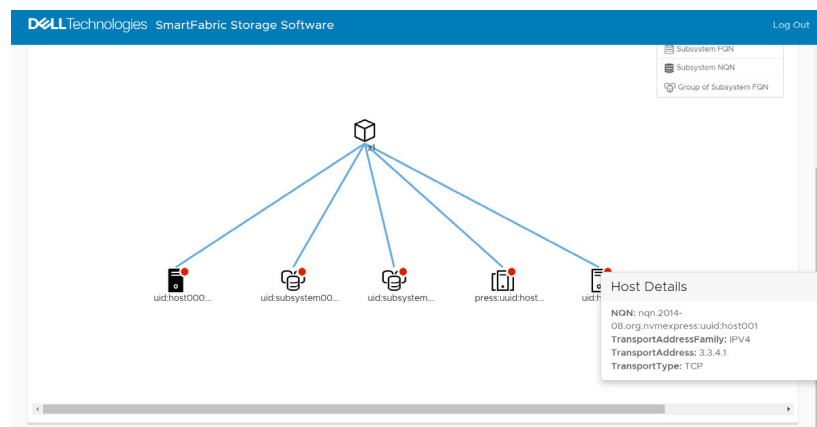 DELLTechnologies SmartFabric Storage Software
Log Out
Subsystem FQN
Subsystem NQN
Group of Subsystem FQN
z1
uid:host000...
uid:subsystem00...
uid:subsystem...
press:uuid:host...
uid:h
Host Details
NQN: nqn.2014-
08.org.nvmexpress:uuid:host001
TransportAddressFamily: IPV4
TransportAddress: 3.3.4.1
TransportType: TCP